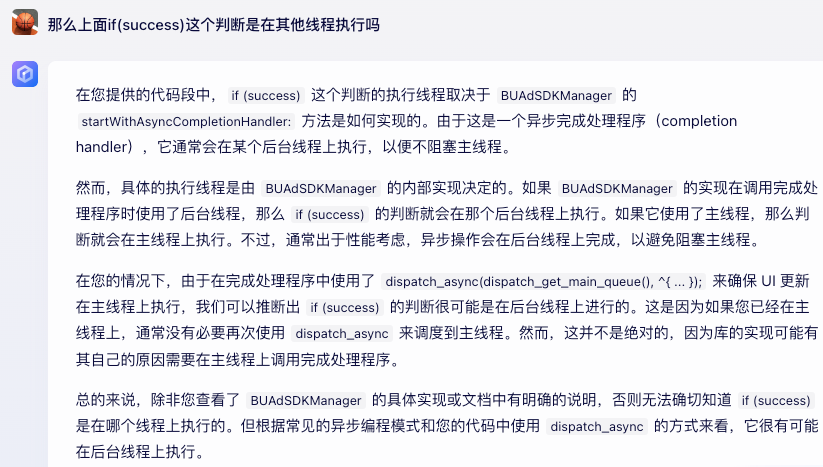 那么上面if(success)这个判断是在其他线程执行吗
在您提供的代码段中， if (success) 这个判断的执行线程取决于 BUAdSDKManager 的
startWithAsyncCompletionHandler: 方法是如何实现的。由于这是一个异步完成处理程序（completion
handler），它通常会在某个后台线程上执行，以便不阻塞主线程。
然而，具体的执行线程是由 BUAdSDKManager 的内部实现决定的。如果 BUAdSDKManager 的实现在调用完成处
理程序时使用了后台线程，那么 if (success) 的判断就会在那个后台线程上执行。如果它使用了主线程，那么判
断就会在主线程上执行。不过，通常出于性能考虑，异步操作会在后台线程上完成，以避免阻塞主线程。
在您的情况下，由于在完成处理程序中使用了 dispatch_async(dispatch_get_main_queue(), ^{ ... }); 来确保 UI 更新
在主线程上执行，我们可以推断出 if (success) 的判断很可能是在后台线程上进行的。这是因为如果您已经在主
线程上，通常没有必要再次使用 dispatch_async 来调度到主线程。然而，这并不是绝对的，因为库的实现可能有
其自己的原因需要在主线程上调用完成处理程序。
总的来说，除非您查看了 BUAdSDKManager 的具体实现或文档中有明确的说明，否则无法确切知道 if (success)
是在哪个线程上执行的。但根据常见的异步编程模式和您的代码中使用 dispatch_async 的方式来看，它很有可能
在后台线程上执行。